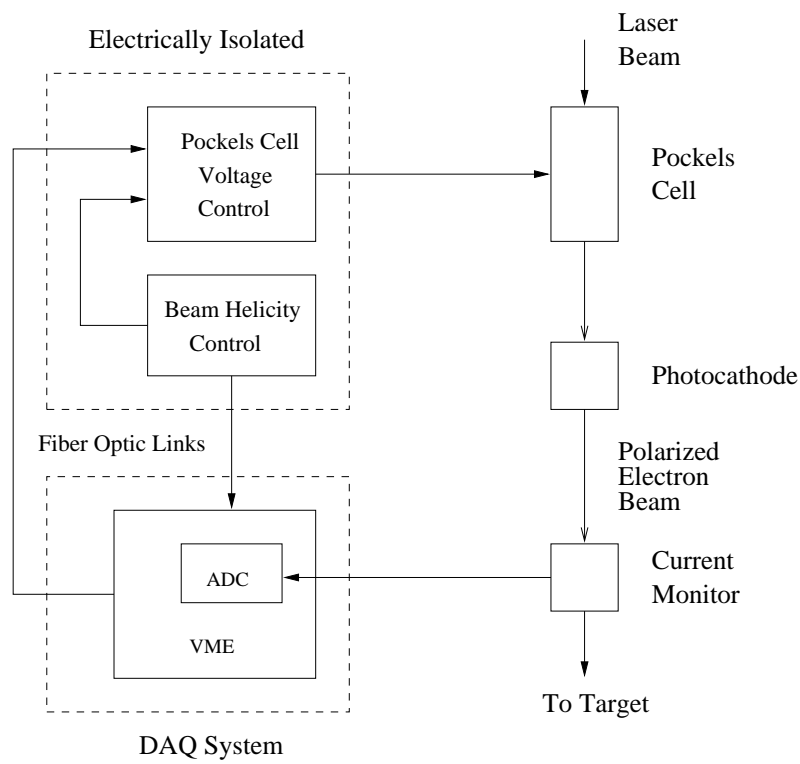 Electrically Isolated
Laser
Beam
Pockels Cell
Voltage
Control
Pockels
Cell
Beam Helicity
Control
Photocathode
Fiber Optic Links
Polarized
Electron
Beam
ADC
VME
Current
Monitor
To Target
DAQ System